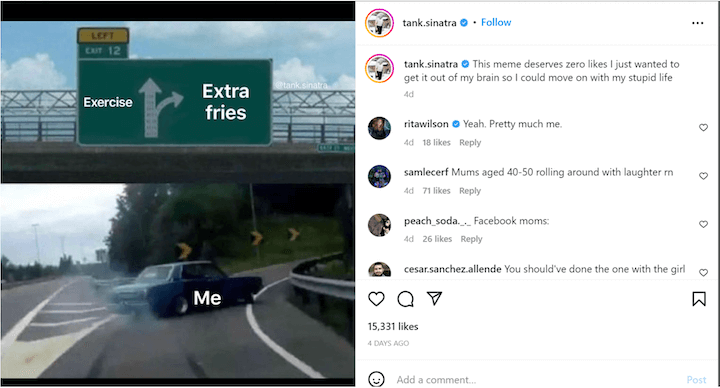 LEFT
EXIT 12
Exercise
Extra
fries
@tank.sinatra
Me
tank.sinatra • Follow
tank.sinatra This meme deserves zero likes I just wanted to
get it out of my brain so I could move on with my stupid life
4d
ritawilson Yeah. Pretty much me.
4d 18 likes Reply
samlecerf Mums aged 40-50 rolling around with laughter rn
4d 71 likes Reply
peach_soda._._ Facebook moms:
4d 26 likes Reply
cesar.sanchez.allende You should've done the one with the girl
15,331 likes
4 DAYS AGO
Add a comment...
Post